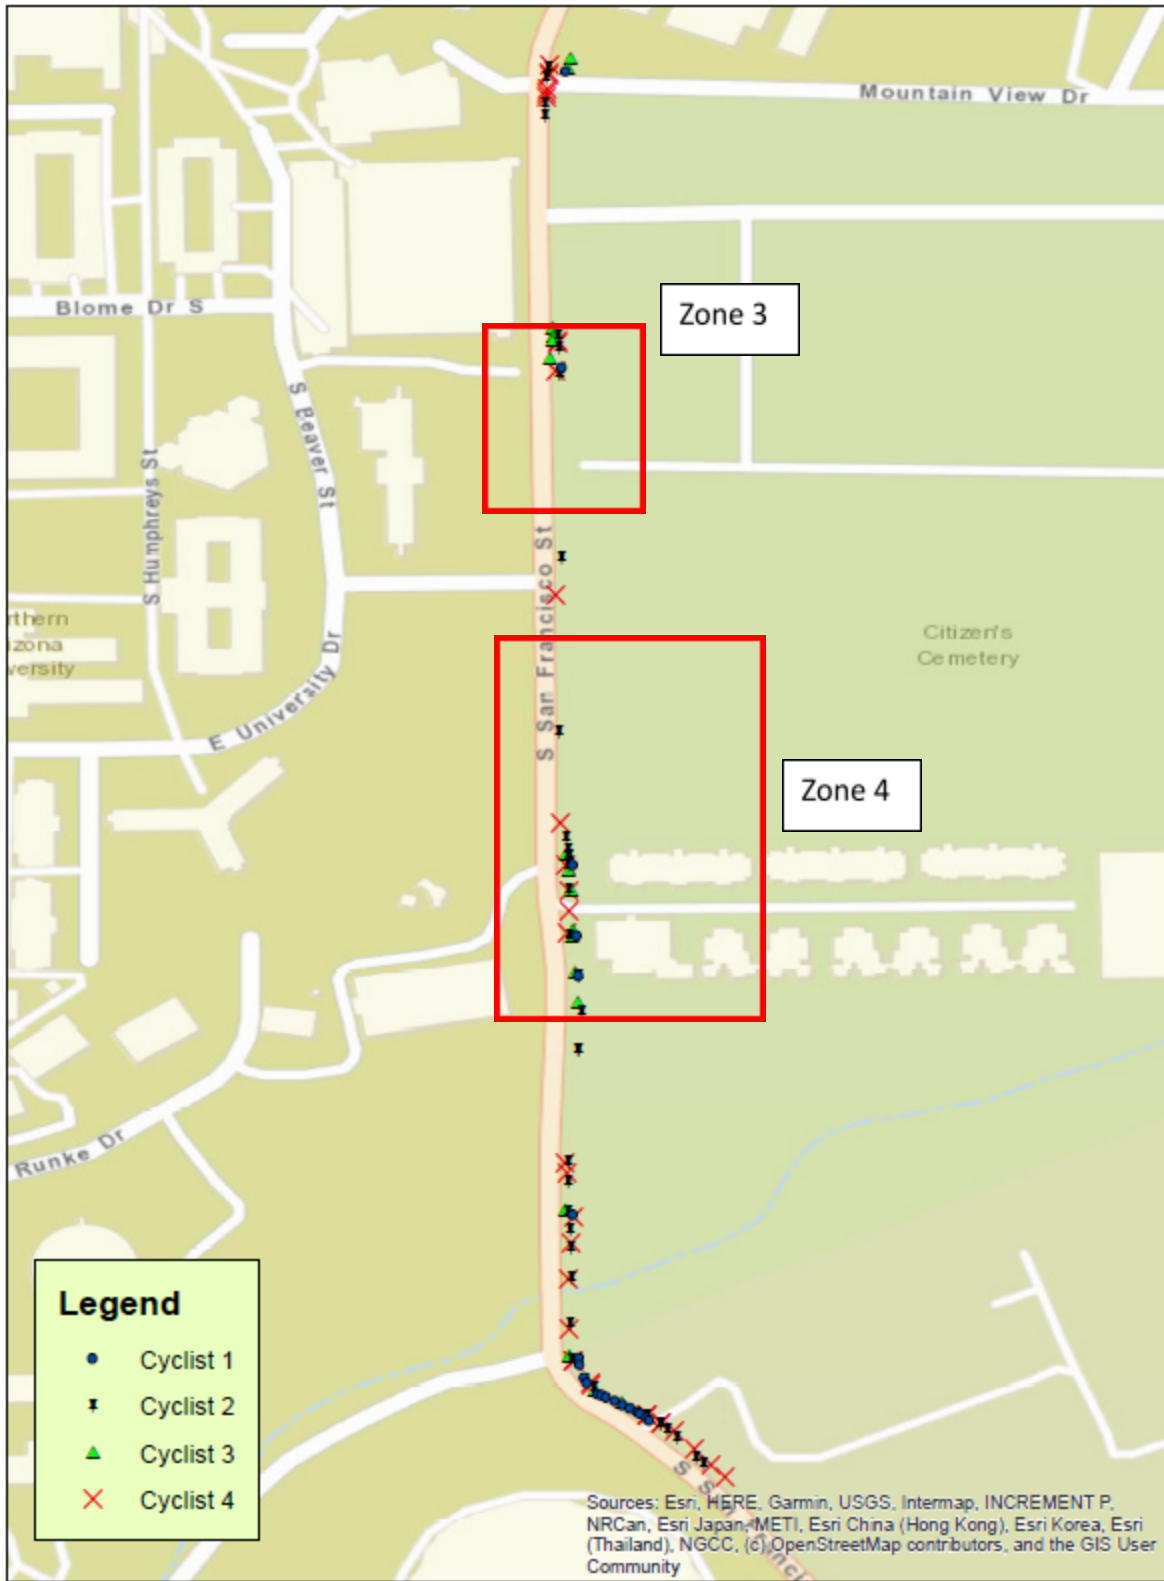 Mountain View Dr
Zone 3
Blome Dr S
S Beaver St
S Humphreys St
S San Francisco St
rthern
izona
versity
Citizen's
Cemetery
E University Dr
Zone 4
Runke Dr
Legend
Cyclist 1
Cyclist 2
Cyclist 3
Cyclist 4
S S
Sources: Esri, HERE, Garmin, USGS, Intermap, INCREMENT P,
NRCan, Esri Japan, METI, Esri China (Hong Kong), Esri Korea, Esri
(Thailand), NGCC, (c) OpenStreetMap contributors, and the GIS User
Community